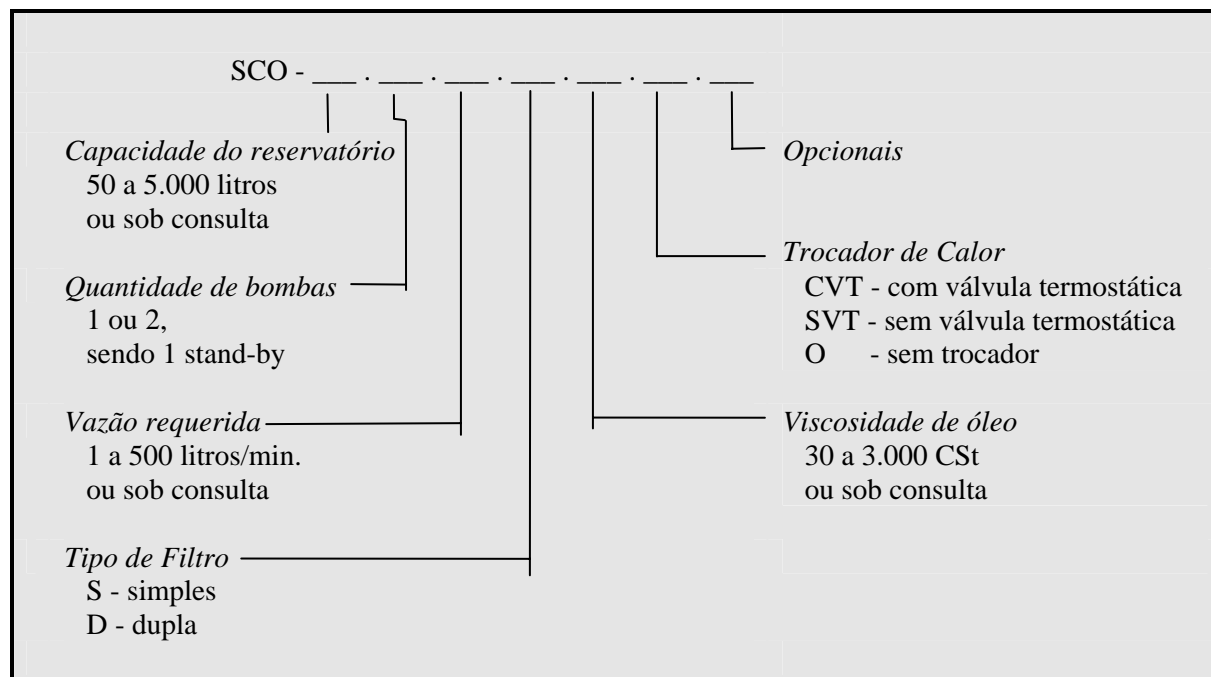 SCO - ___ . ___ . ___ . ___ . ___ . ___ . ___
Capacidade do reservatório
50 a 5.000 litros
ou sob consulta
Quantidade de bombas
1 ou 2,
sendo 1 stand-by
Vazão requerida
1 a 500 litros/min.
ou sob consulta
Tipo de Filtro
S - simples
D - dupla
Opcionais
Trocador de Calor
CVT - com válvula termostática
SVT - sem válvula termostática
O - sem trocador
Viscosidade de óleo
30 a 3.000 CSt
ou sob consulta